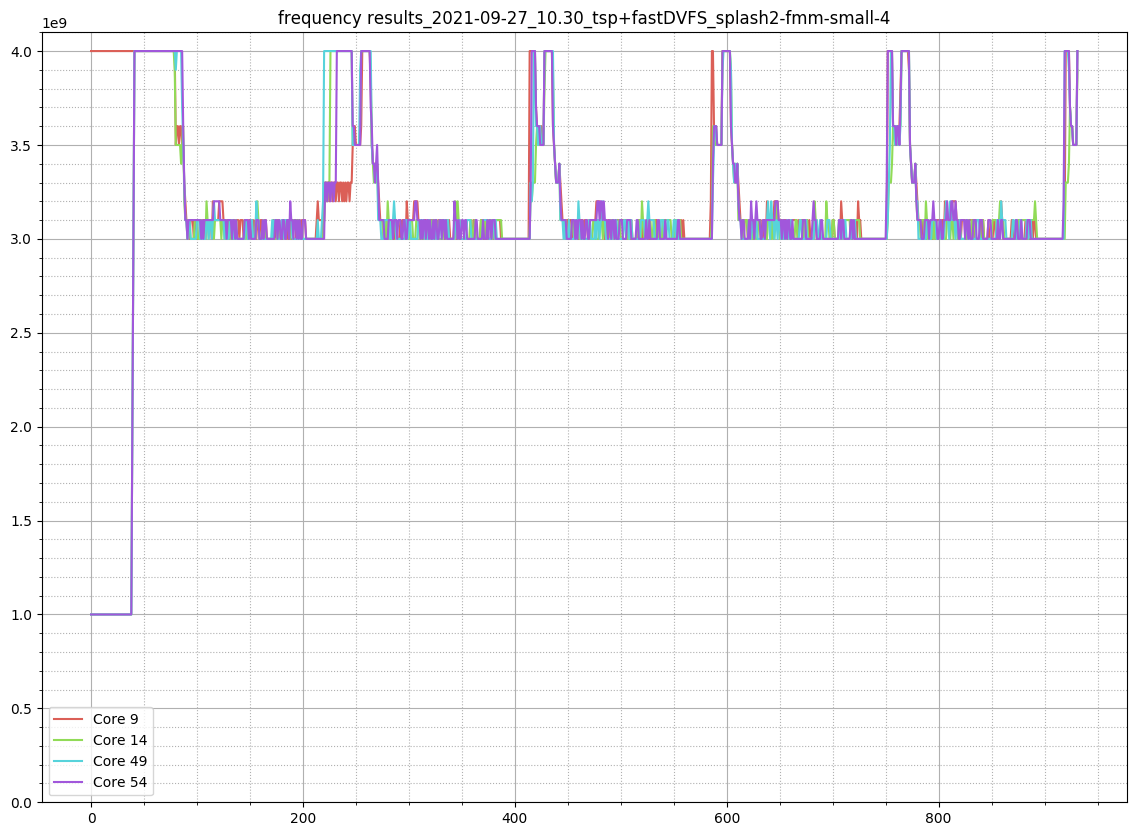 frequency results_2021-09-27_10.30_tsp+fastDVFS_splash2-fmm-small-4
1e9
4.0
3.5
3.0
2.5
2.0
1.5
1.0
0.5
0.0
Core 9
Core 14
Core 49
Core 54
0 200 400 600 800